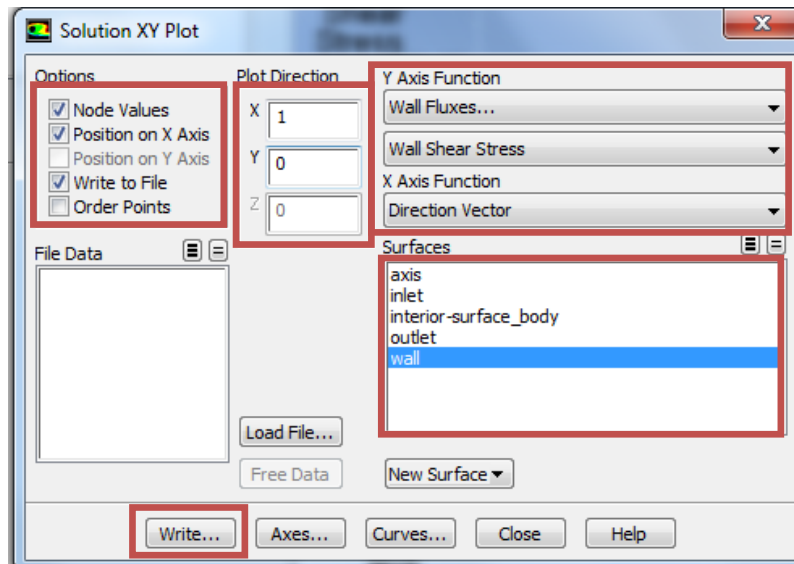 Shear
Stress
Solution XY Plot
Options
Node Values
Position on X Axis
Position on Y Axis
Write to File
Order Points
Plot Direction
X 1
Y 0
Z 0
Y Axis Function
Wall Fluxes...
Wall Shear Stress
X Axis Function
Direction Vector
File Data
Surfaces
axis
inlet
interior-surface_body
outlet
wall
Load File...
Free Data
New Surface
Write...
Axes...
Curves...
Close
Help